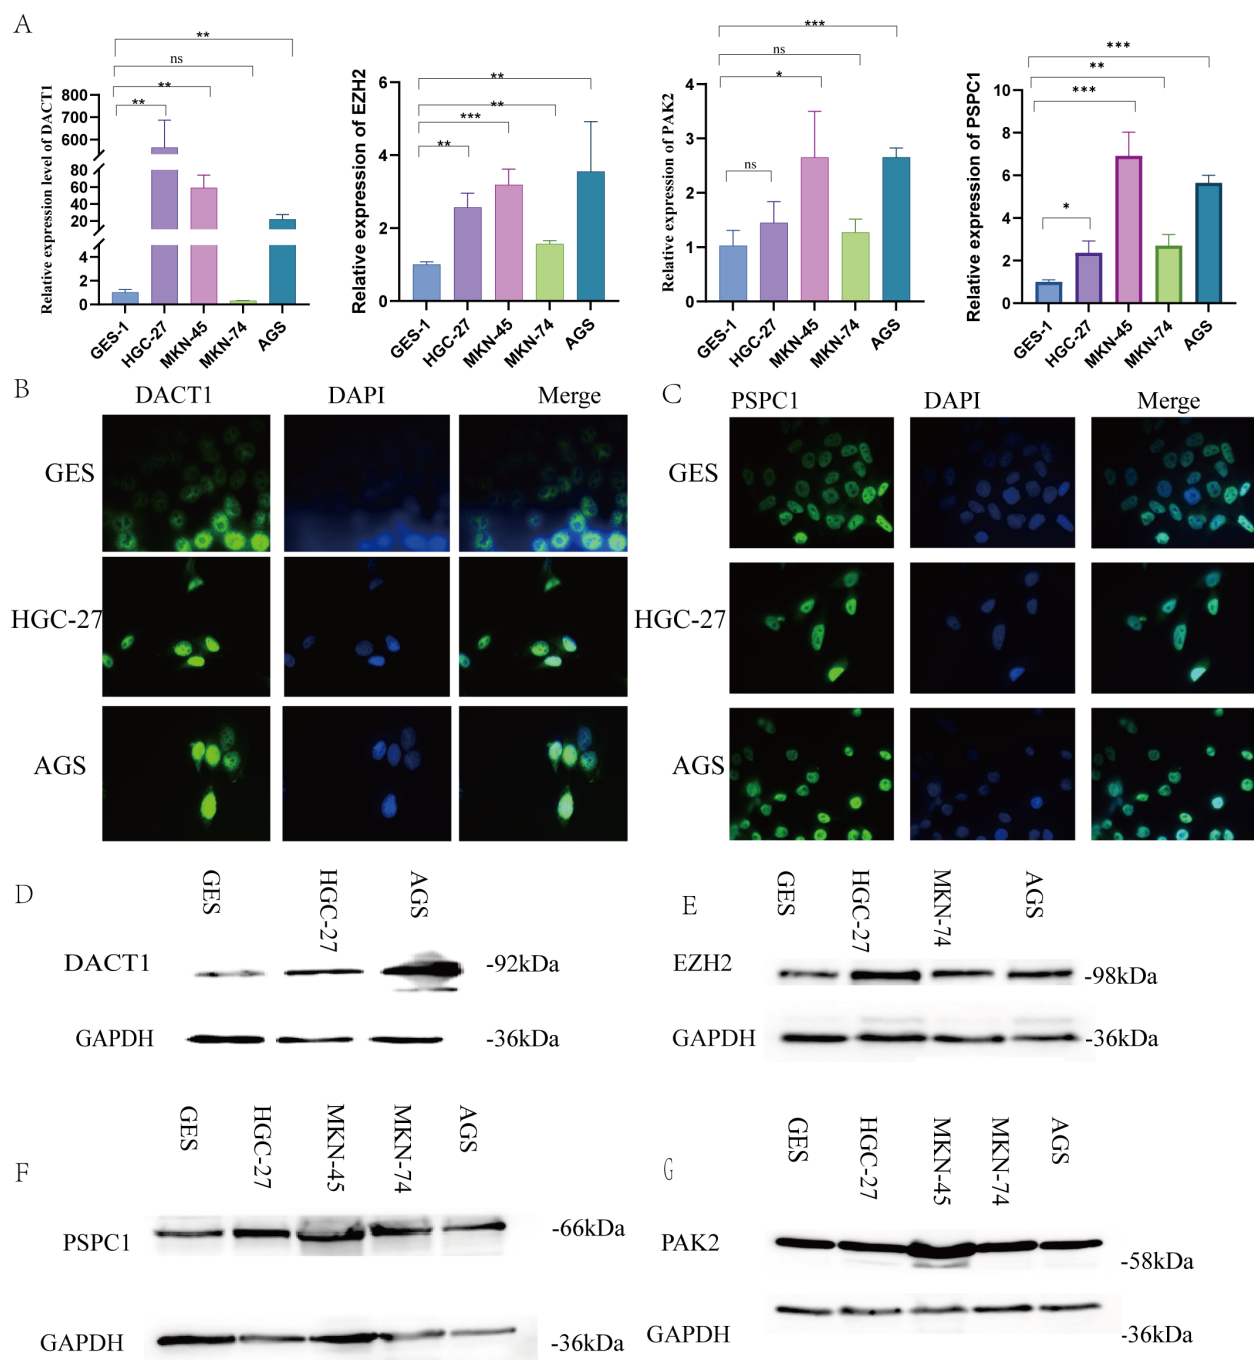 A
**
ns
**
**
Relative expression level of DACT1
800
700
600
80
60
40
20
4
2
0
GES-1
HGC-27
MKN-45
MKN-74
AGS
**
**
***
**
Relative expression of EZH2
6
4
2
0
GES-1
HGC-27
MKN-45
MKN-74
AGS
***
ns
*
ns
Relative expression of PAK2
4
3
2
1
0
GES-1
HGC-27
MKN-45
MKN-74
AGS
***
**
***
*
Relative expression of PSPC1
10
8
6
4
2
0
GES-1
HGC-27
MKN-45
MKN-74
AGS
B
DACT1 DAPI Merge
GES
HGC-27
AGS
C
PSPC1 DAPI Merge
GES
HGC-27
AGS
D
GES HGC-27 AGS
DACT1 -92kDa
GAPDH -36kDa
E
GES HGC-27 MKN-74 AGS
EZH2 -98kDa
GAPDH -36kDa
F
GES HGC-27 MKN-45 MKN-74 AGS
PSPC1 -66kDa
GAPDH -36kDa
G
GES HGC-27 MKN-45 MKN-74 AGS
PAK2 -58kDa
GAPDH -36kDa